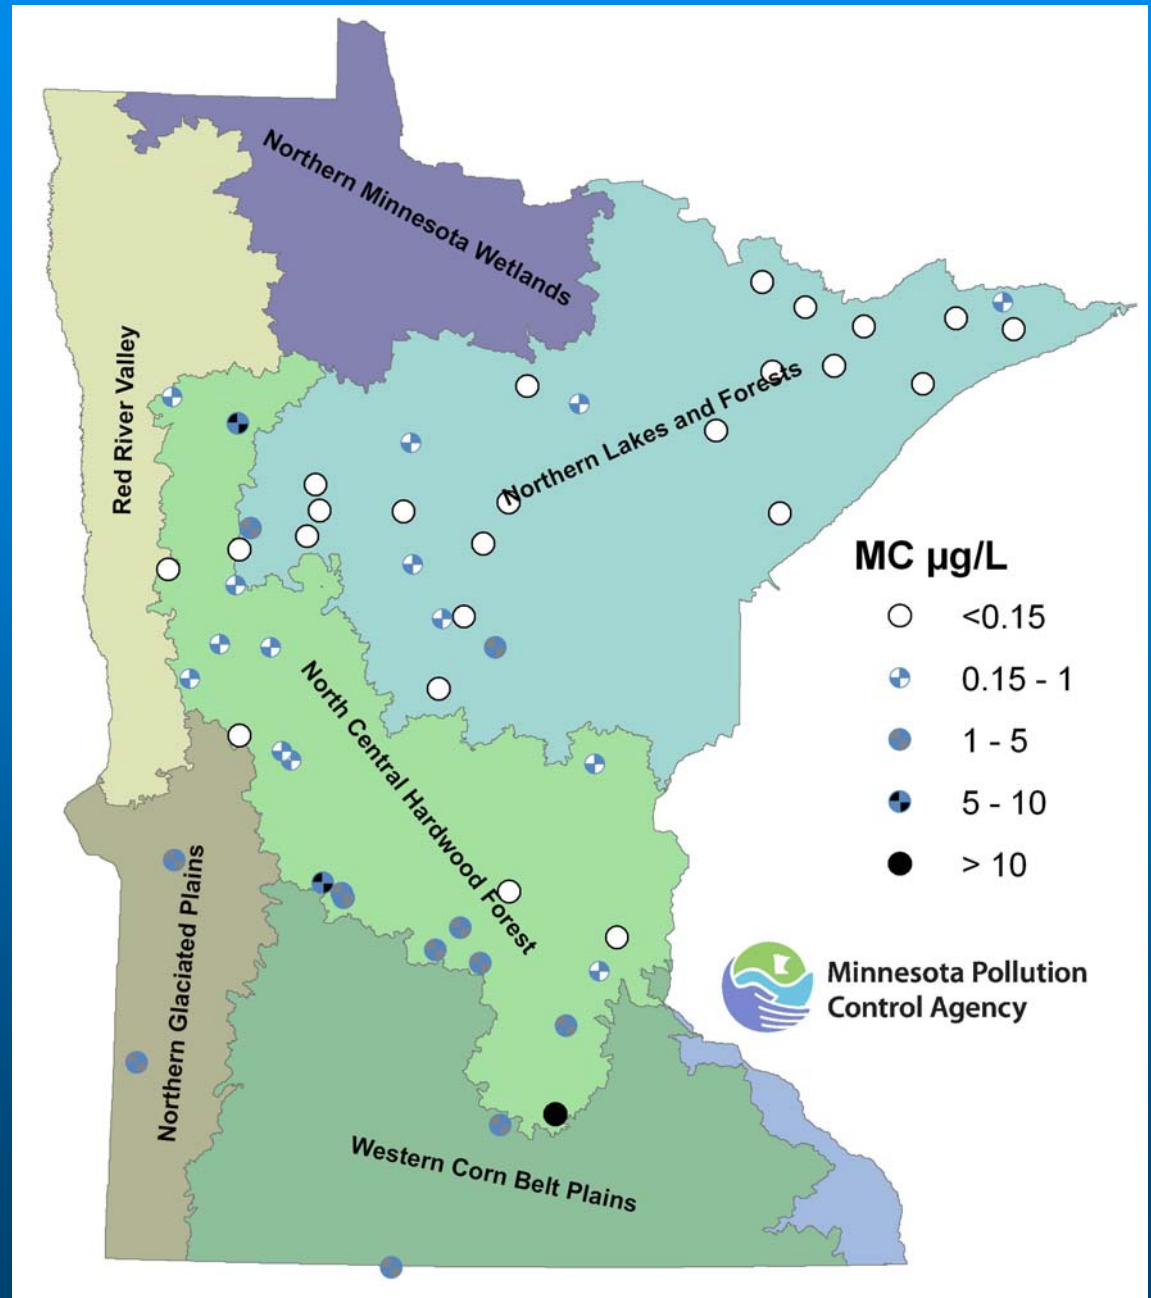 Northern Minnesota Wetlands
Red River Valley
Northern Lakes and Forests
MC µg/L
<0.15
0.15 - 1
1 - 5
5 - 10
> 10
North Central Hardwood Forest
Northern Glaciated Plains
Minnesota Pollution
Control Agency
Western Corn Belt Plains